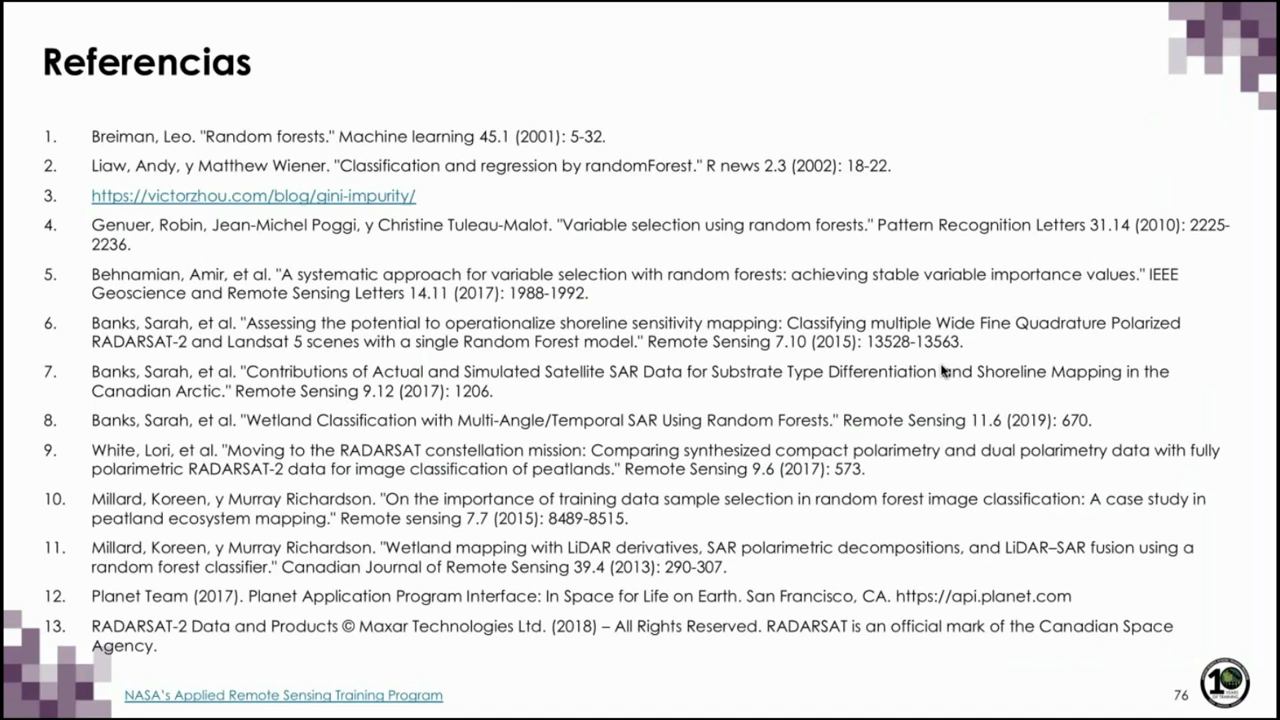 Referencias
1. Breiman, Leo. "Random forests." Machine learning 45.1 (2001): 5-32.
2. Liaw, Andy, y Matthew Wiener. "Classification and regression by randomForest." R news 2.3 (2002): 18-22.
3. https://victorzhou.com/blog/gini-impurity/
4. Genuer, Robin, Jean-Michel Poggi, y Christine Tuleau-Malot. "Variable selection using random forests." Pattern Recognition Letters 31.14 (2010): 2225-
2236.
5. Behnamian, Amir, et al. "A systematic approach for variable selection with random forests: achieving stable variable importance values." IEEE
Geoscience and Remote Sensing Letters 14.11 (2017): 1988-1992.
6. Banks, Sarah, et al. "Assessing the potential to operationalize shoreline sensitivity mapping: Classifying multiple Wide Fine Quadrature Polarized
RADARSAT-2 and Landsat 5 scenes with a single Random Forest model." Remote Sensing 7.10 (2015): 13528-13563.
7. Banks, Sarah, et al. "Contributions of Actual and Simulated Satellite SAR Data for Substrate Type Differentiation and Shoreline Mapping in the
Canadian Arctic." Remote Sensing 9.12 (2017): 1206.
8. Banks, Sarah, et al. "Wetland Classification with Multi-Angle/Temporal SAR Using Random Forests." Remote Sensing 11.6 (2019): 670.
9. White, Lori, et al. "Moving to the RADARSAT constellation mission: Comparing synthesized compact polarimetry and dual polarimetry data with fully
polarimetric RADARSAT-2 data for image classification of peatlands." Remote Sensing 9.6 (2017): 573.
10. Millard, Koreen, y Murray Richardson. "On the importance of training data sample selection in random forest image classification: A case study in
peatland ecosystem mapping." Remote sensing 7.7 (2015): 8489-8515.
11. Millard, Koreen, y Murray Richardson. "Wetland mapping with LiDAR derivatives, SAR polarimetric decompositions, and LiDAR–SAR fusion using a
random forest classifier." Canadian Journal of Remote Sensing 39.4 (2013): 290-307.
12. Planet Team (2017). Planet Application Program Interface: In Space for Life on Earth. San Francisco, CA. https://api.planet.com
13. RADARSAT-2 Data and Products © Maxar Technologies Ltd. (2018) – All Rights Reserved. RADARSAT is an official mark of the Canadian Space
Agency.
NASA's Applied Remote Sensing Training Program
76
10